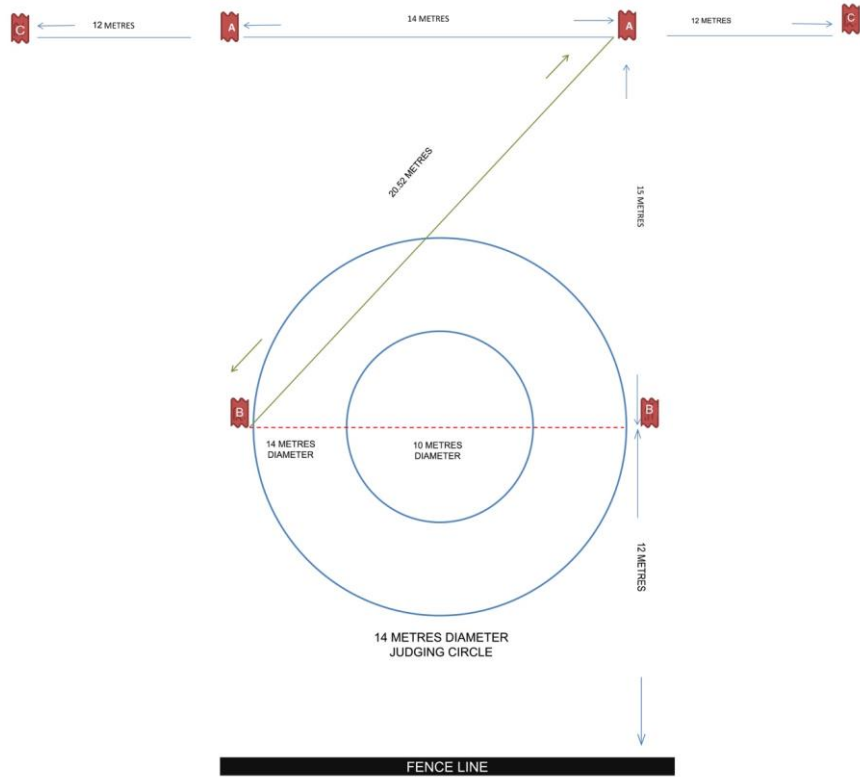 C
12 METRES
A
14 METRES
A
12 METRES
C
20.52 METRES
15 METRES
B
B
14 METRES
DIAMETER
10 METRES
DIAMETER
12 METRES
14 METRES DIAMETER
JUDGING CIRCLE
FENCE LINE